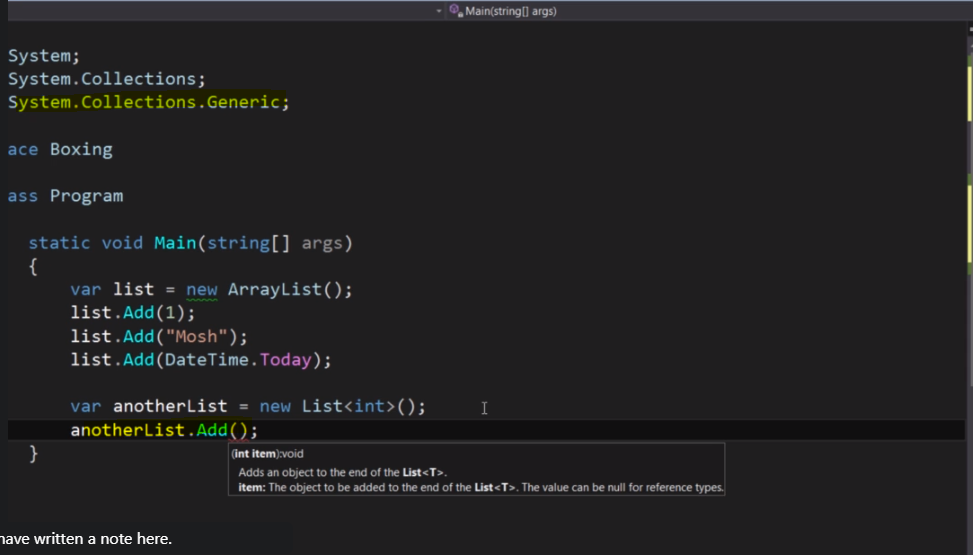 Main(string[] args)
System;
System.Collections;
System.Collections.Generic;
ace Boxing
ass Program
static void Main(string[] args)
{
var list = new ArrayList();
list.Add(1);
list.Add("Mosh");
list.Add(DateTime.Today);
var anotherList = new List<int>();
anotherList.Add();
}
(int item):void
Adds an object to the end of the List<T>.
item: The object to be added to the end of the List<T>. The value can be null for reference types.
have written a note here.